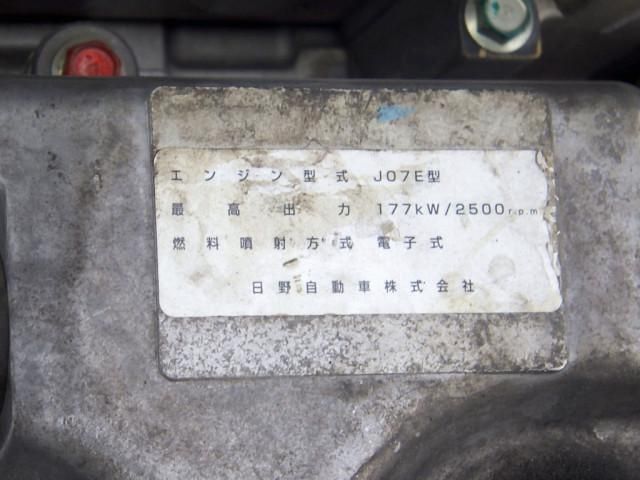 エンジン型式 J07E型
最高出力 177kW/2500r.p.m
燃料噴射方式 電子式
日野自動車株式会社